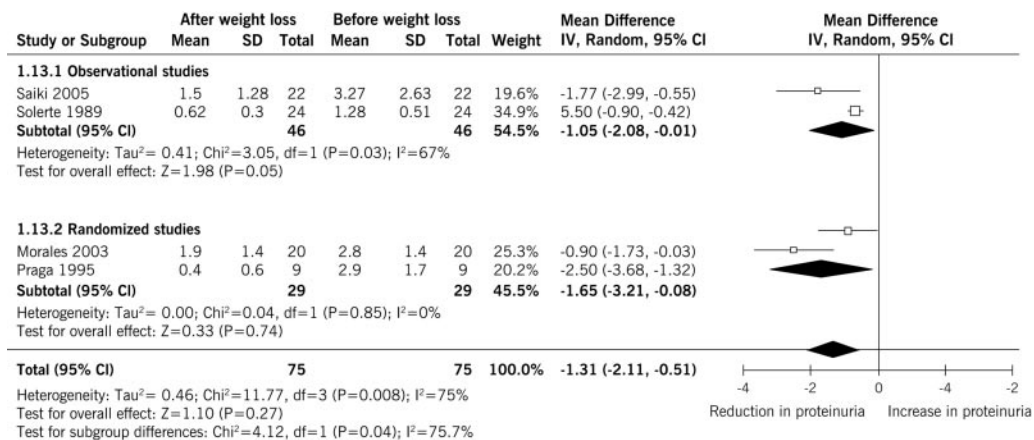 After weight loss Before weight loss Mean Difference Mean Difference
Study or Subgroup Mean SD Total Mean SD Total Weight IV, Random, 95% CI IV, Random, 95% CI
1.13.1 Observational studies
Saiki 2005 1.5 1.28 22 3.27 2.63 22 19.6% -1.77 (-2.99, -0.55)
Solerte 1989 0.62 0.3 24 1.28 0.51 24 34.9% 5.50 (-0.90, -0.42)
Subtotal (95% CI) 46 46 54.5% -1.05 (-2.08, -0.01)
Heterogeneity: Tau²= 0.41; Chi²=3.05, df=1 (P=0.03); I²=67%
Test for overall effect: Z=1.98 (P=0.05)
1.13.2 Randomized studies
Morales 2003 1.9 1.4 20 2.8 1.4 20 25.3% -0.90 (-1.73, -0.03)
Praga 1995 0.4 0.6 9 2.9 1.7 9 20.2% -2.50 (-3.68, -1.32)
Subtotal (95% CI) 29 29 45.5% -1.65 (-3.21, -0.08)
Heterogeneity: Tau²= 0.00; Chi²=0.04, df=1 (P=0.85); I²=0%
Test for overall effect: Z=0.33 (P=0.74)
Total (95% CI) 75 75 100.0% -1.31 (-2.11, -0.51)
Heterogeneity: Tau²= 0.46; Chi²=11.77, df=3 (P=0.008); I²=75%
Test for overall effect: Z=1.10 (P=0.27)
Test for subgroup differences: Chi²=4.12, df=1 (P=0.04); I²=75.7%
-4 -2 0 -1 -2
Reduction in proteinuria Increase in proteinuria